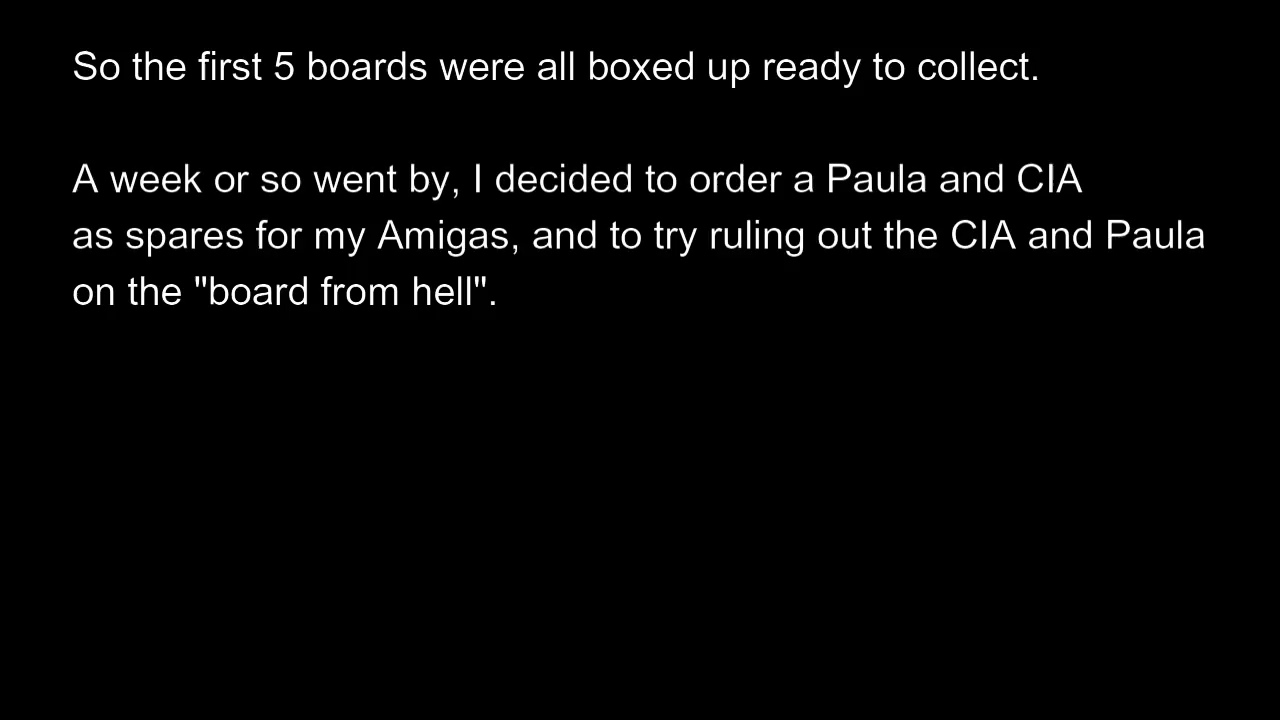 So the first 5 boards were all boxed up ready to collect.
A week or so went by, I decided to order a Paula and CIA
as spares for my Amigas, and to try ruling out the CIA and Paula
on the "board from hell".